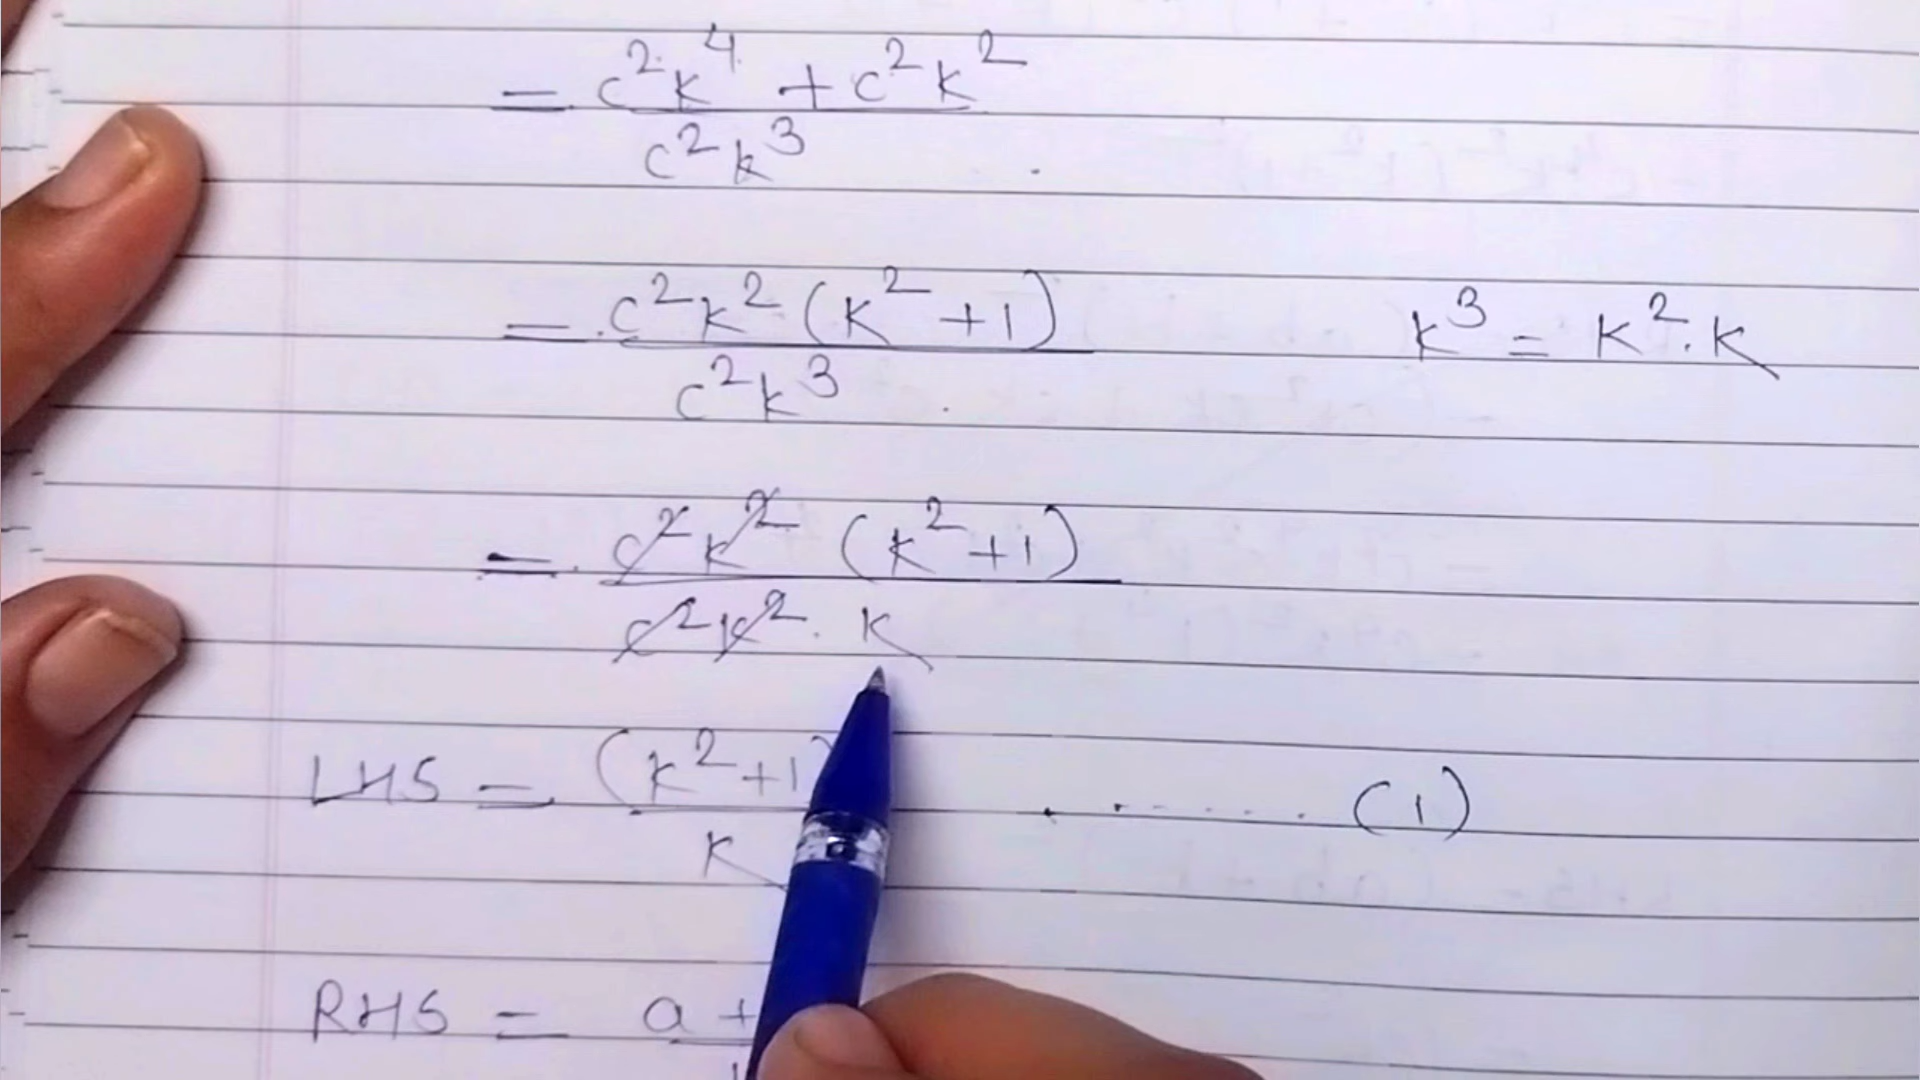 = c²k⁴ + c²k²
c²k³
= c²k² (k² + 1)
c²k³
k³ = k² . k
= c²k² (k² + 1)
c²k² . k
LHS = (k² + 1 ...... (1)
k
RHS = a +